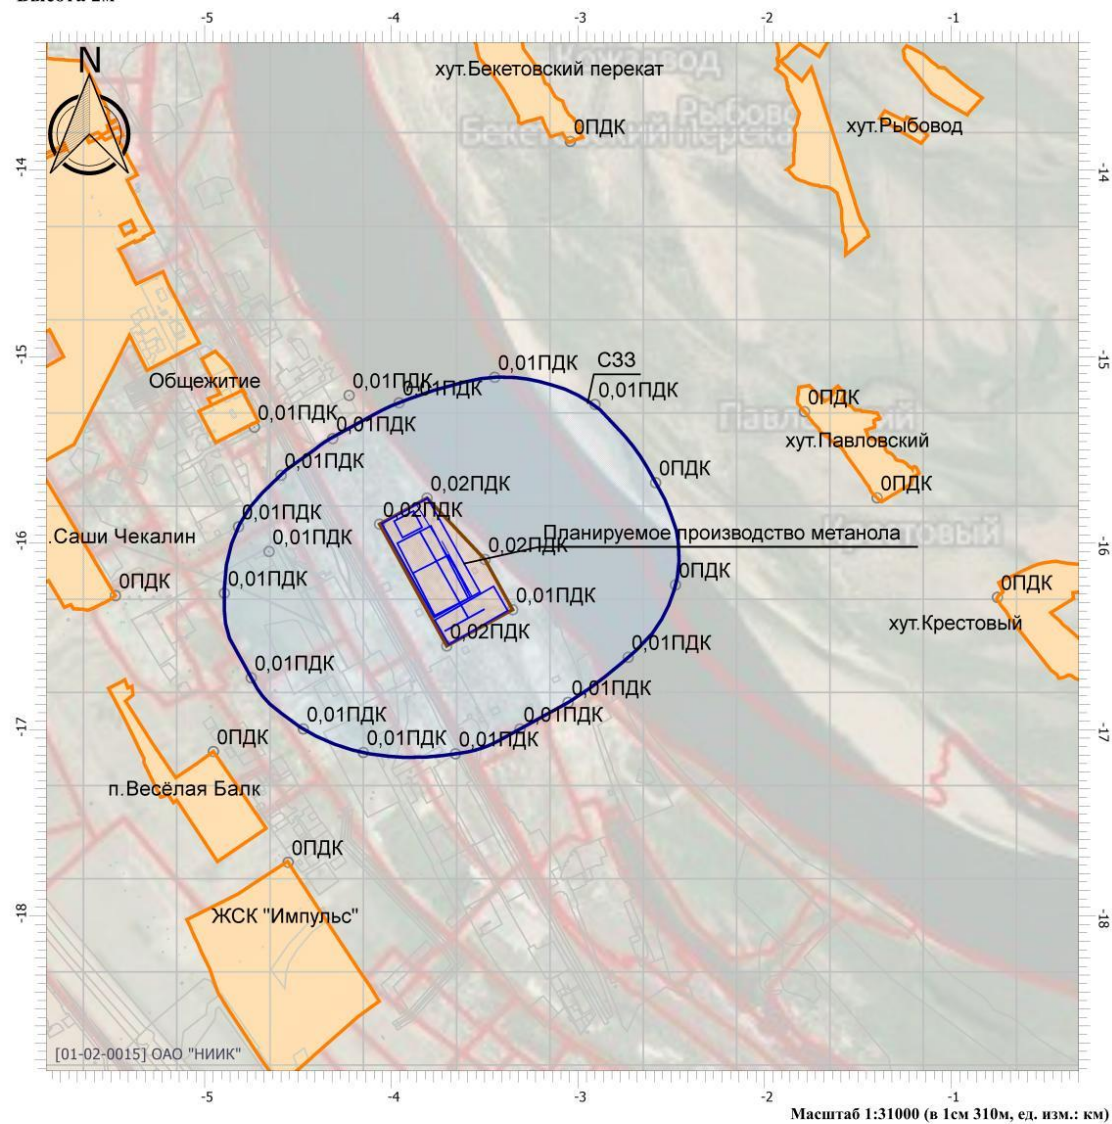 -5 -4 -3 -2 -1
N
хут.Бекетовский перекат
Кожзавод
Рыбовод
0ПДК
хут.Рыбовод
-14 -14
-15 -15
0,01ПДК
СЗЗ
Общежитие
0,01ПДК
0,01ПДК
0,01ПДК
0ПДК
0,01ПДК
0,01ПДК
Павловский
хут.Павловский
0,01ПДК
0ПДК
0,02ПДК
0ПДК
0,02ПДК
0,01ПДК
.Саши Чекалин
0,01ПДК
Планируемое производство метанола
-16 -16
0,02ПДК
0ПДК
0,01ПДК
0,01ПДК
0ПДК
0ПДК
хут.Крестовый
0,02ПДК
0,01ПДК
0,01ПДК
0,01ПДК
0,01ПДК
0,01ПДК
-17 -17
0ПДК
0,01ПДК
0,01ПДК
п.Весёлая Балк
0ПДК
ЖСК "Импульс"
-18 -18
[01-02-0015] ОАО "НИИК"
-5 -4 -3 -2 -1
Масштаб 1:31000 (в 1см 310м, ед. изм.: км)